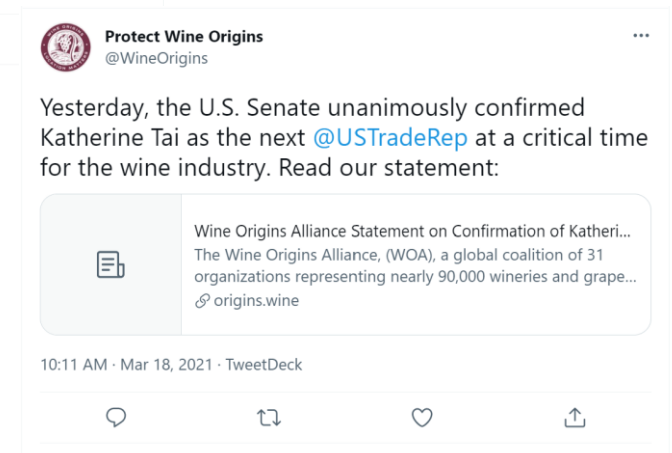 Protect Wine Origins
@WineOrigins
Yesterday, the U.S. Senate unanimously confirmed
Katherine Tai as the next @USTradeRep at a critical time
for the wine industry. Read our statement:
Wine Origins Alliance Statement on Confirmation of Katheri...
The Wine Origins Alliance, (WOA), a global coalition of 31
organizations representing nearly 90,000 wineries and grape...
origins.wine
10:11 AM · Mar 18, 2021 · TweetDeck